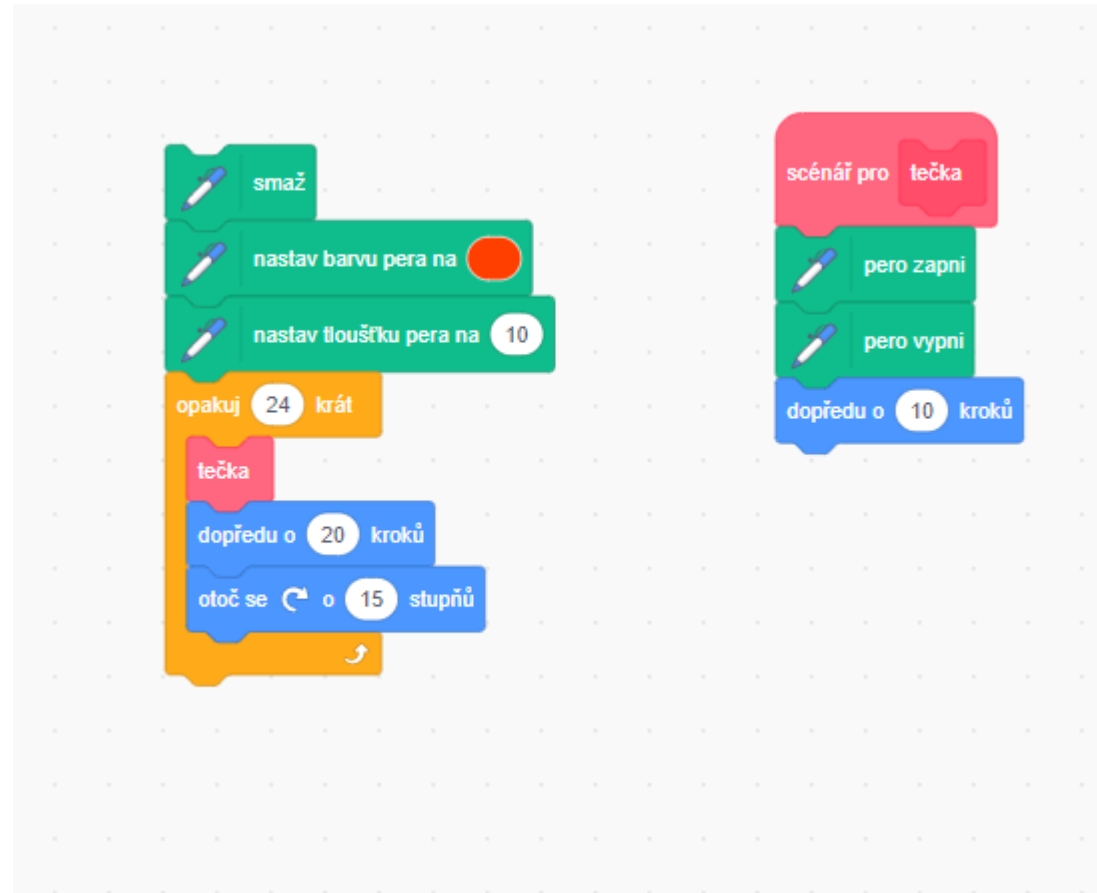 smaž
nastav barvu pera na
nastav tloušťku pera na 10
opakuj 24 krát
tečka
dopředu o 20 kroků
otoč se o 15 stupňů
scénář pro tečka
pero zapni
pero vypni
dopředu o 10 kroků